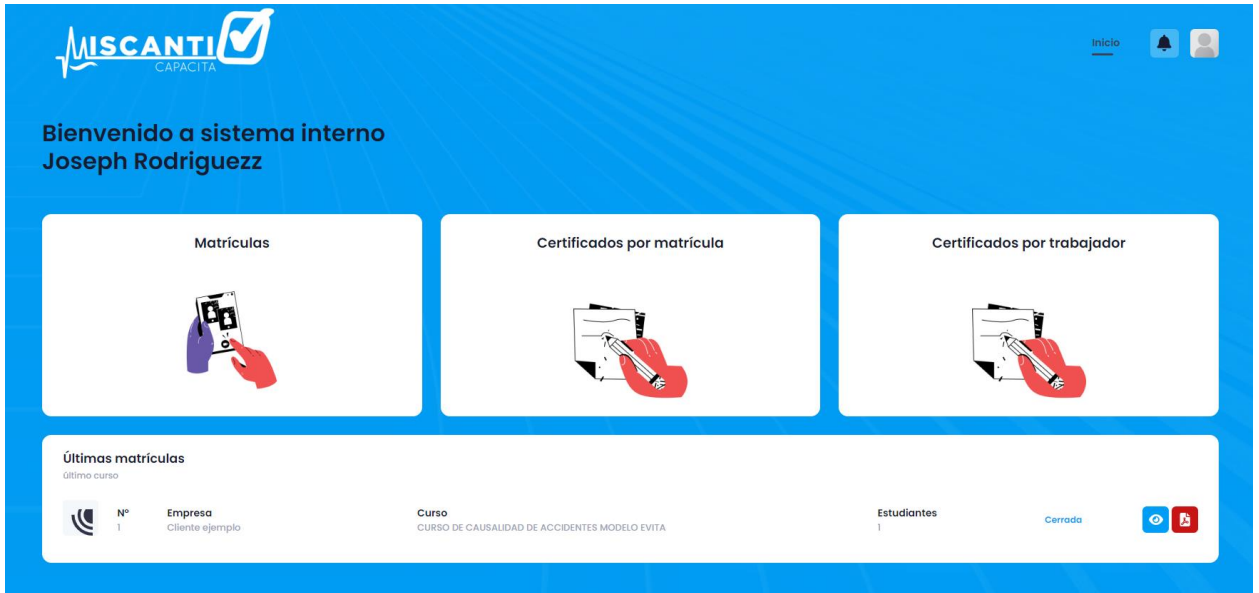 MISCANTI
CAPACITA
Inicio
Bienvenido a sistema interno
Joseph Rodriguezz
Matrículas
Certificados por matrícula
Certificados por trabajador
Últimas matrículas
último curso
N° Empresa Curso Estudiantes
1 Cliente ejemplo CURSO DE CAUSALIDAD DE ACCIDENTES MODELO EVITA 1
Cerrada